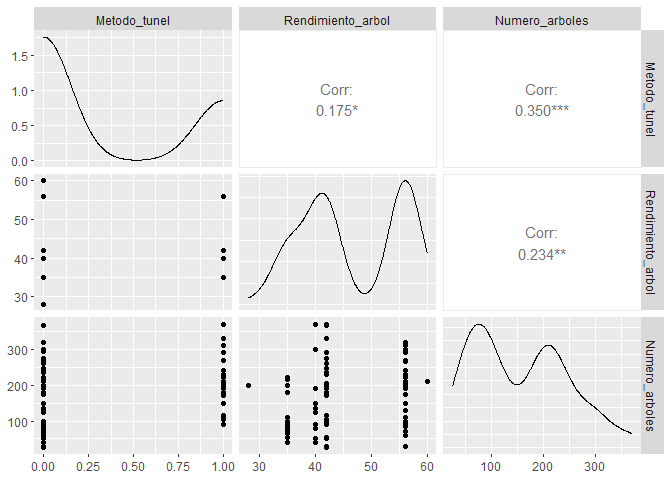 Metodo_tunel
Rendimiento_arbol
Numero_arboles
1.5
1.0
0.5
0.0
Corr:
0.175*
Corr:
0.350***
Metodo_tunel
60
50
40
30
Corr:
0.234**
Rendimiento_arbol
300
200
100
Numero_arboles
0.00
0.25
0.50
0.75
1.00
30
40
50
60
100
200
300